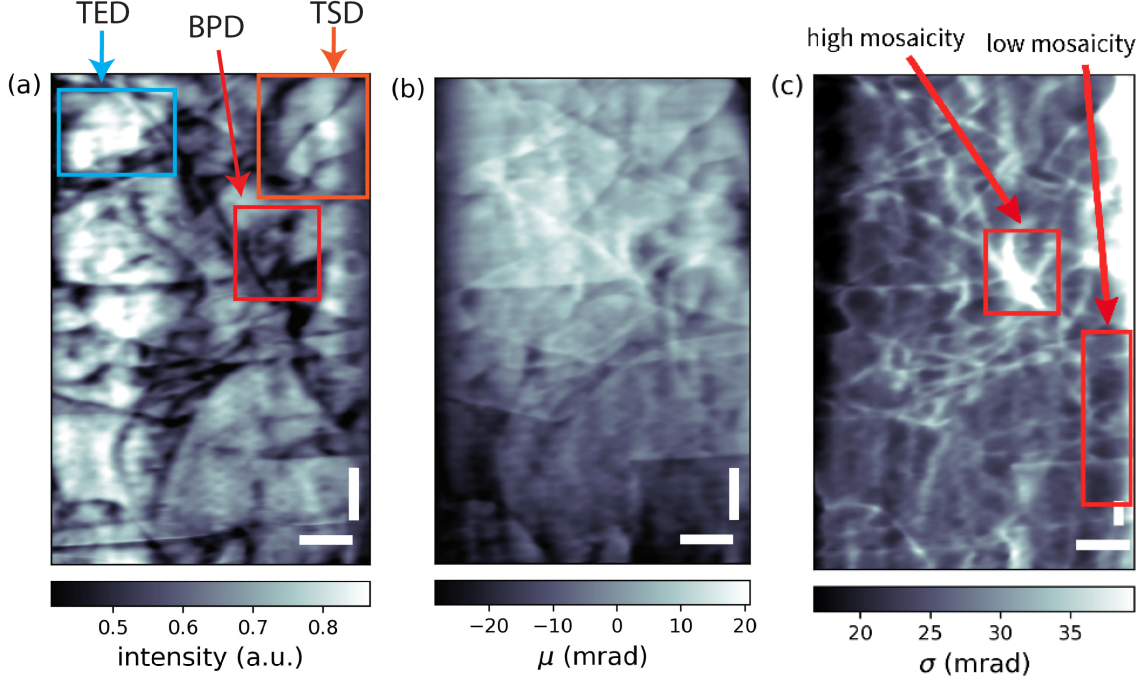 TED
BPD
TSD
high mosaicity
low mosaicity
(a)
(b)
(c)
0.5 0.6 0.7 0.8
intensity (a.u.)
−20 −10 0 10 20
μ (mrad)
20 25 30 35
σ (mrad)